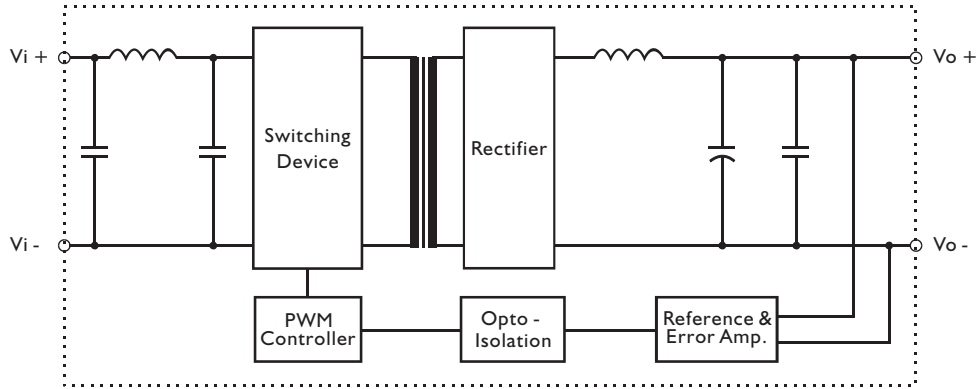 Vi +
Vo +
Switching
Device
Rectifier
Vi -
Vo -
PWM
Controller
Opto -
Isolation
Reference &
Error Amp.